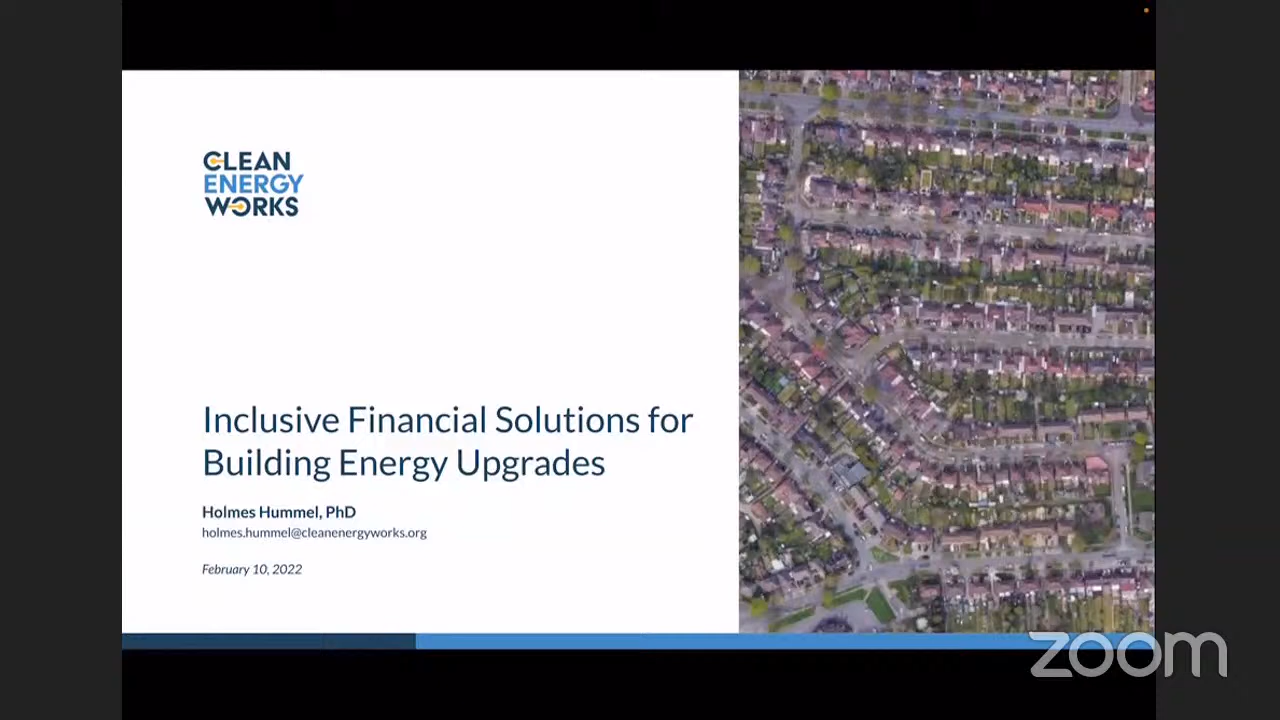 CLEAN
ENERGY
WORKS
Inclusive Financial Solutions for
Building Energy Upgrades
Holmes Hummel, PhD
holmes.hummel@cleanenergyworks.org
February 10, 2022
zoom